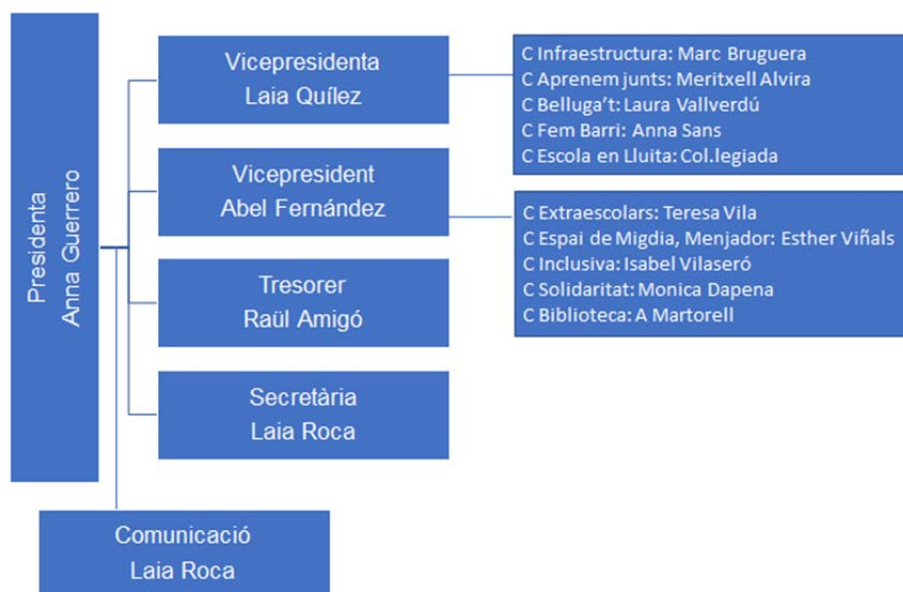 Presidenta
Anna Guerrero
Vicepresidenta
Laia Quílez
C Infraestructura: Marc Bruguera
C Aprenem junts: Meritxell Alvira
C Belluga't: Laura Vallverdú
C Fem Barri: Anna Sans
C Escola en Lluita: Col.legiada
Vicepresident
Abel Fernández
C Extraescolars: Teresa Vila
C Espai de Migdia, Menjador: Esther Viñals
C Inclusiva: Isabel Vilaseró
C Solidaritat: Monica Dapena
C Biblioteca: A Martorell
Tresorer
Raül Amigó
Secretària
Laia Roca
Comunicació
Laia Roca